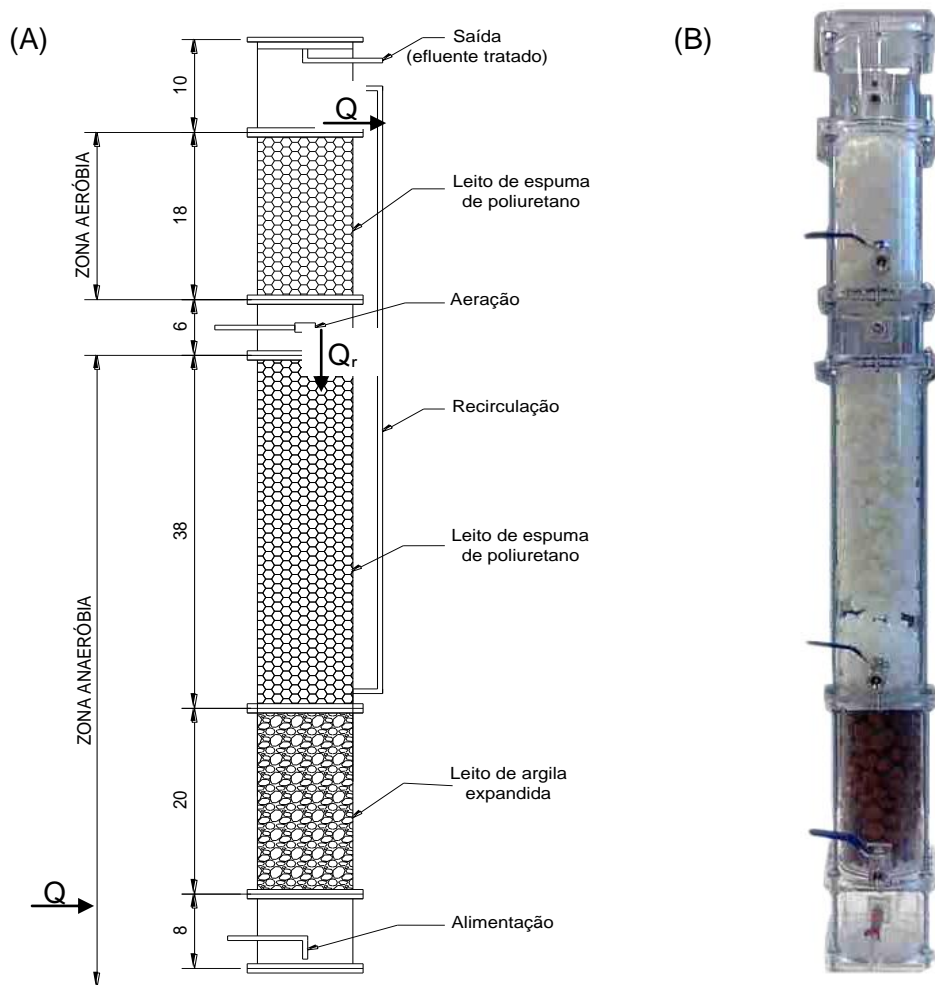 (A)
(B)
Saída
(efluente tratado)
10
Q
ZONA AERÓBIA
18
Leito de espuma
de poliuretano
6
Aeração
Qr
Recirculação
38
Leito de espuma
de poliuretano
ZONA ANAERÓBIA
20
Leito de argila
expandida
Q
8
Alimentação